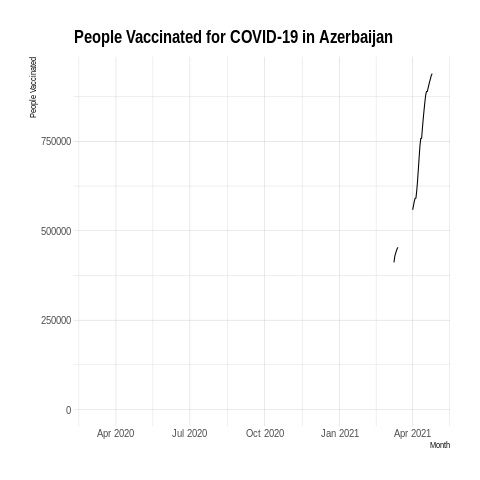 People Vaccinated for COVID-19 in Azerbaijan
People Vaccinated
750000
500000
250000
0
Apr 2020 Jul 2020 Oct 2020 Jan 2021 Apr 2021
Month